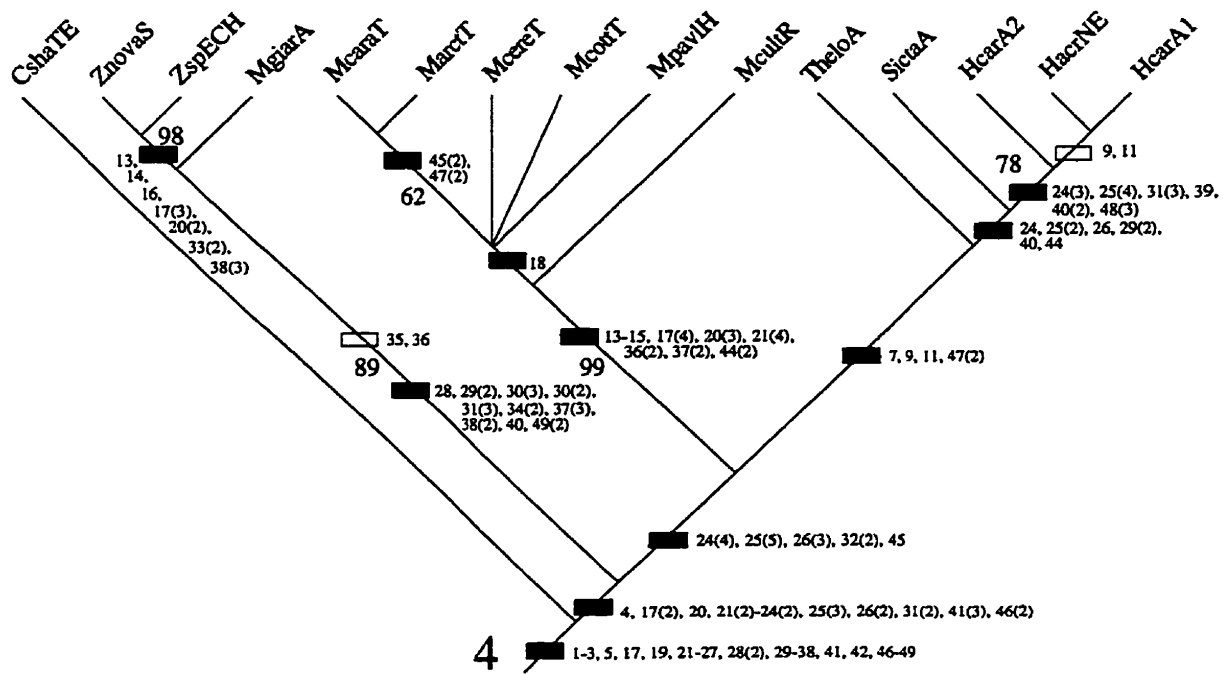 CshaTE
ZnovaS
ZspECH
MgiarA
McaraT
MarctT
McereT
McotrT
MpavlH
McultR
TheloA
SictaA
HcarA2
HacrNE
HcarA1
98
13,
14,
16,
17(3),
20(2),
33(2),
38(3)
45(2),
47(2)
62
78
9, 11
24(3), 25(4), 31(3), 39,
40(2), 48(3)
24, 25(2), 26, 29(2),
40, 44
18
35, 36
89
13-15, 17(4), 20(3), 21(4),
36(2), 37(2), 44(2)
99
7, 9, 11, 47(2)
28, 29(2), 30(3), 30(2),
31(3), 34(2), 37(3),
38(2), 40, 49(2)
24(4), 25(5), 26(3), 32(2), 45
4, 17(2), 20, 21(2)-24(2), 25(3), 26(2), 31(2), 41(3), 46(2)
4
1-3, 5, 17, 19, 21-27, 28(2), 29-38, 41, 42, 46-49